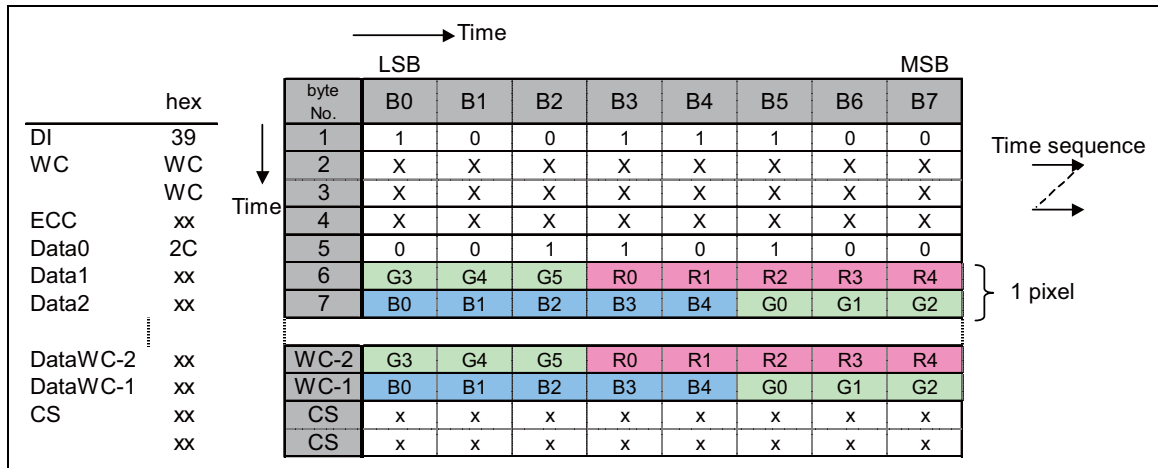 Time
LSB MSB
hex byte No. B0 B1 B2 B3 B4 B5 B6 B7
DI 39 1 1 0 0 1 1 1 0 0
WC WC 2 X X X X X X X X
WC 3 X X X X X X X X
Time
Time sequence
ECC xx 4 X X X X X X X X
Data0 2C 5 0 0 1 1 0 1 0 0
Data1 xx 6 G3 G4 G5 R0 R1 R2 R3 R4
Data2 xx 7 B0 B1 B2 B3 B4 G0 G1 G2
1 pixel
DataWC-2 xx WC-2 G3 G4 G5 R0 R1 R2 R3 R4
DataWC-1 xx WC-1 B0 B1 B2 B3 B4 G0 G1 G2
CS xx CS x x x x x x x x
xx CS x x x x x x x x